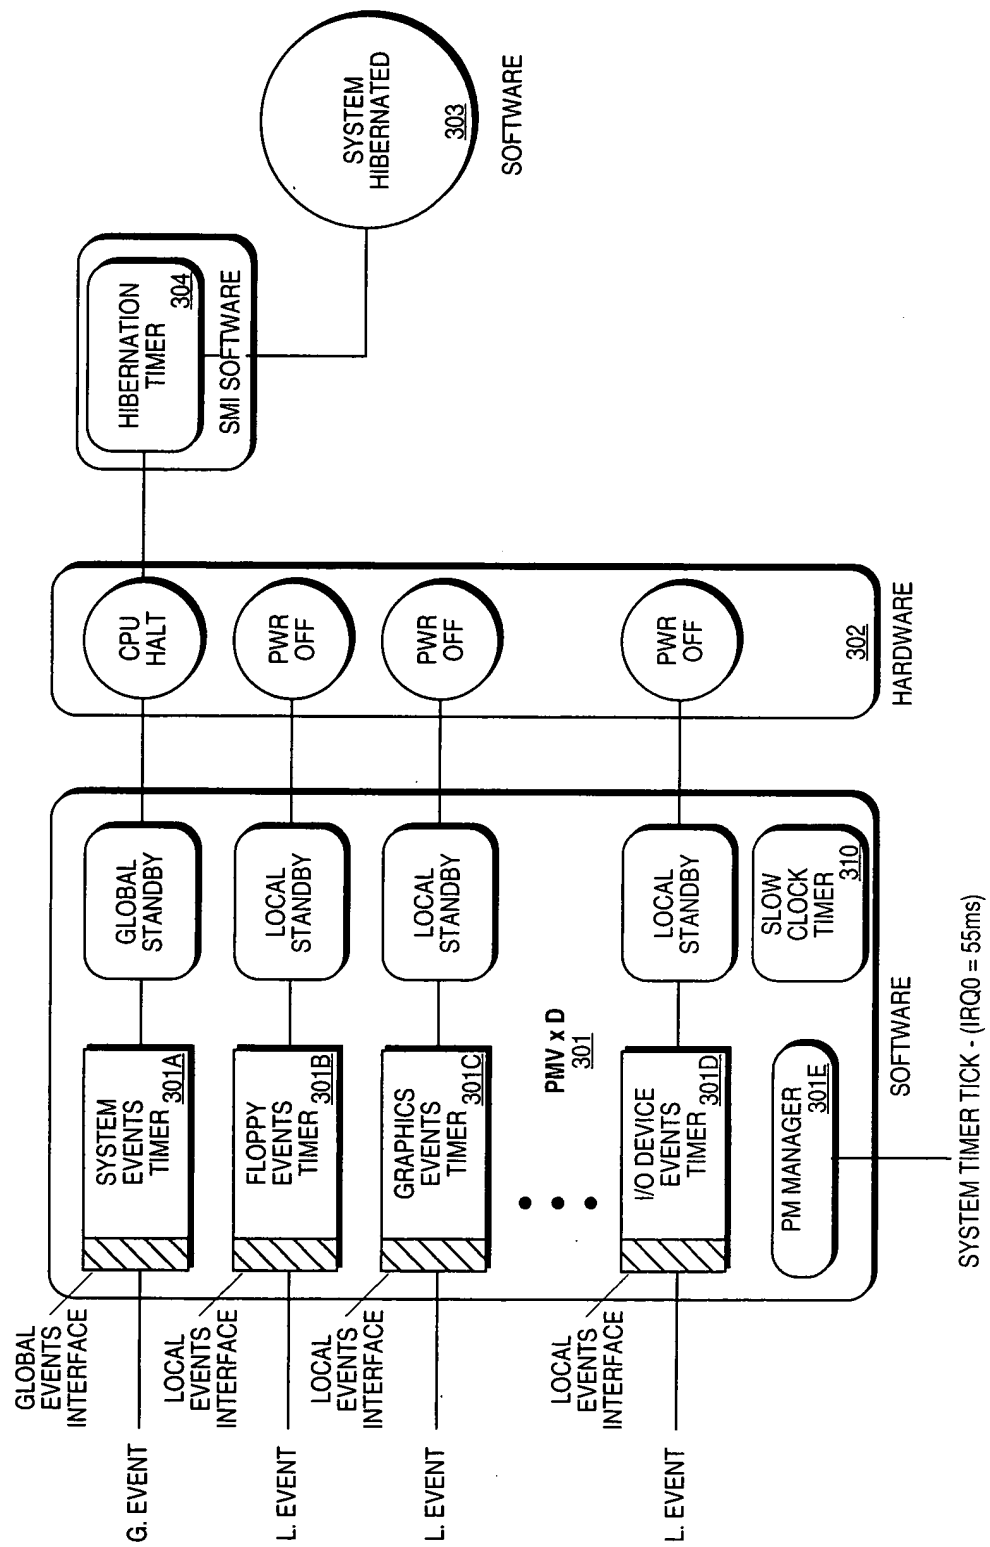 G. EVENT
GLOBAL
EVENTS
INTERFACE
SYSTEM
EVENTS
TIMER
301A
GLOBAL
STANDBY
CPU
HALT
HIBERNATION
TIMER
304
SMI SOFTWARE
SYSTEM
HIBERNATED
303
SOFTWARE
L. EVENT
LOCAL
EVENTS
INTERFACE
FLOPPY
EVENTS
TIMER
301B
LOCAL
STANDBY
PWR
OFF
L. EVENT
LOCAL
EVENTS
INTERFACE
GRAPHICS
EVENTS
TIMER
301C
LOCAL
STANDBY
PWR
OFF
PMV x D
301
L. EVENT
LOCAL
EVENTS
INTERFACE
I/O DEVICE
EVENTS
TIMER
301D
LOCAL
STANDBY
PWR
OFF
PM MANAGER
301E
SLOW
CLOCK
TIMER
310
302
SOFTWARE
HARDWARE
SYSTEM TIMER TICK - (IRQ0 = 55ms)